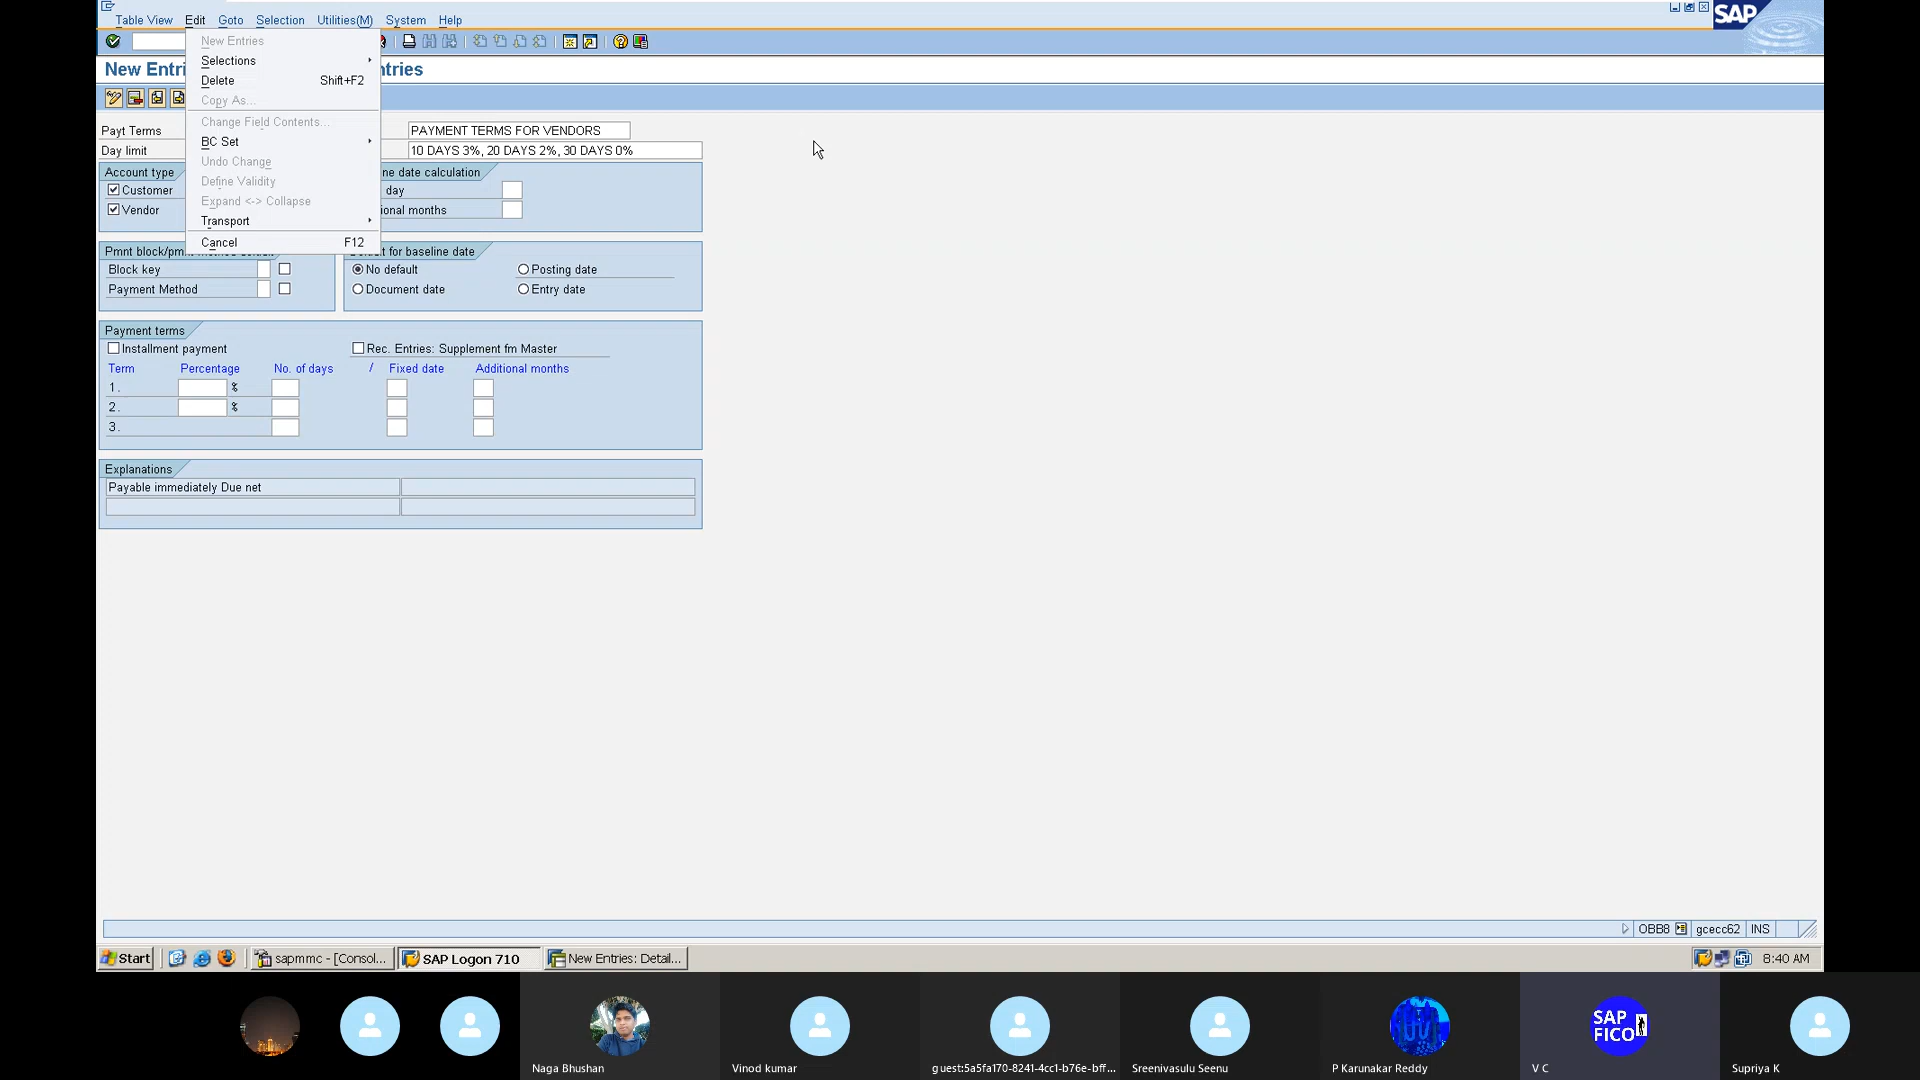 Table View Edit Goto Selection Utilities(M) System Help
SAP
New Entries
Selections
Delete Shift+F2
Copy As...
Change Field Contents...
BC Set
Undo Change
Define Validity
Expand <-> Collapse
Transport
Cancel F12
New Entri
tries
Payt Terms
PAYMENT TERMS FOR VENDORS
Day limit
10 DAYS 3%, 20 DAYS 2%, 30 DAYS 0%
Account type
ne date calculation
Customer
day
Vendor
ional months
Default for baseline date
Block key
No default
Posting date
Payment Method
Document date
Entry date
Payment terms
Installment payment
Rec. Entries: Supplement fm Master
Term Percentage No. of days / Fixed date Additional months
1. %
2. %
3.
Explanations
Payable immediately Due net
OBB8 gcecc62 INS
Start sapmmc - [Consol... SAP Logon 710 New Entries: Detail... 8:40 AM
SAP
FICO
Naga Bhushan
Vinod kumar
guest:5a5fa170-8241-4cc1-b76e-bff...
Sreenivasulu Seenu
P Karunakar Reddy
V C
Supriya K